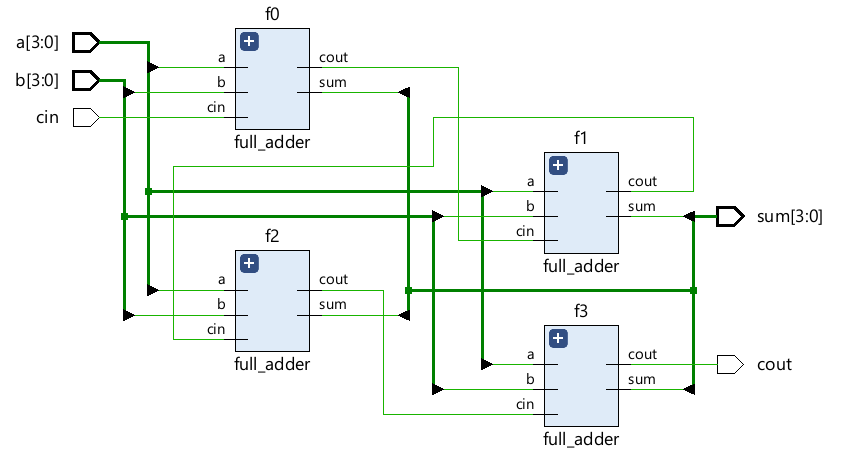 a[3:0]
b[3:0]
cin
f0
a
b
cin
cout
sum
full_adder
f1
a
b
cin
cout
sum
full_adder
sum[3:0]
f2
a
b
cin
cout
sum
full_adder
f3
a
b
cin
cout
sum
full_adder
cout